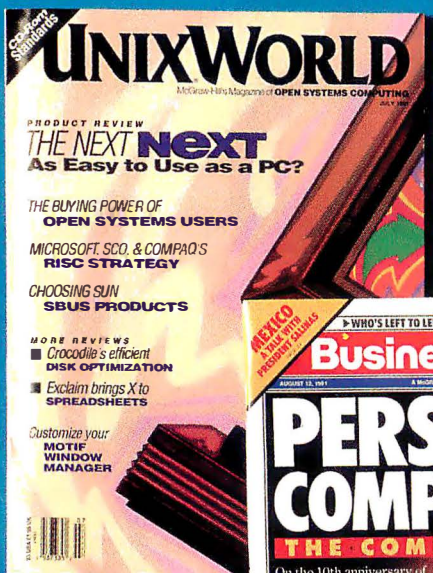 CD-Rom
Standards
UNIXWORLD
McGraw-Hill's Magazine of OPEN SYSTEMS COMPUTING
JULY 1991
PRODUCT REVIEW
THE NEXT NeXT
As Easy to Use as a PC?
THE BUYING POWER OF
OPEN SYSTEMS USERS
MICROSOFT, SCO, & COMPAQ'S
RISC STRATEGY
CHOOSING SUN
SBUS PRODUCTS
MORE REVIEWS
Crocodile's efficient
DISK OPTIMIZATION
Exclaim brings X to
SPREADSHEETS
Customize your
MOTIF
WINDOW
MANAGER
MEXICO
A TALK WITH
PRESIDENT SALINAS
WHO'S LEFT TO LE
Busine
AUGUST 12, 1991
PERS
COMP
THE COM
On the 10th anniversary of